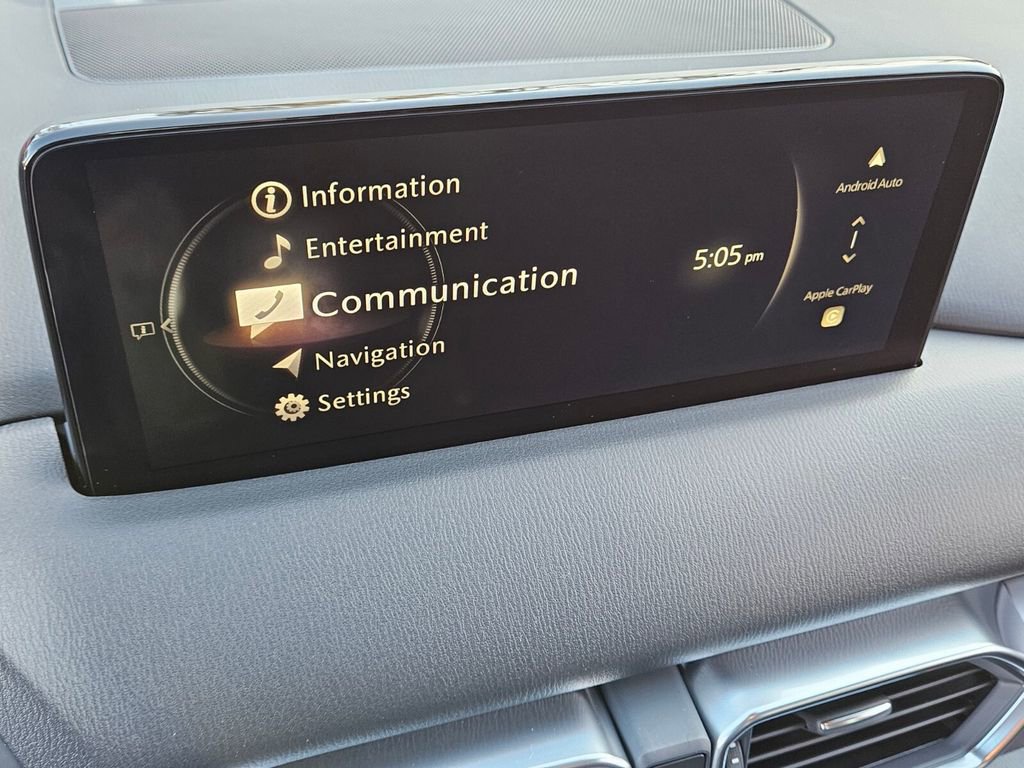 Information
Entertainment
Communication
Navigation
Settings
5:05 pm
Android Auto
Apple CarPlay